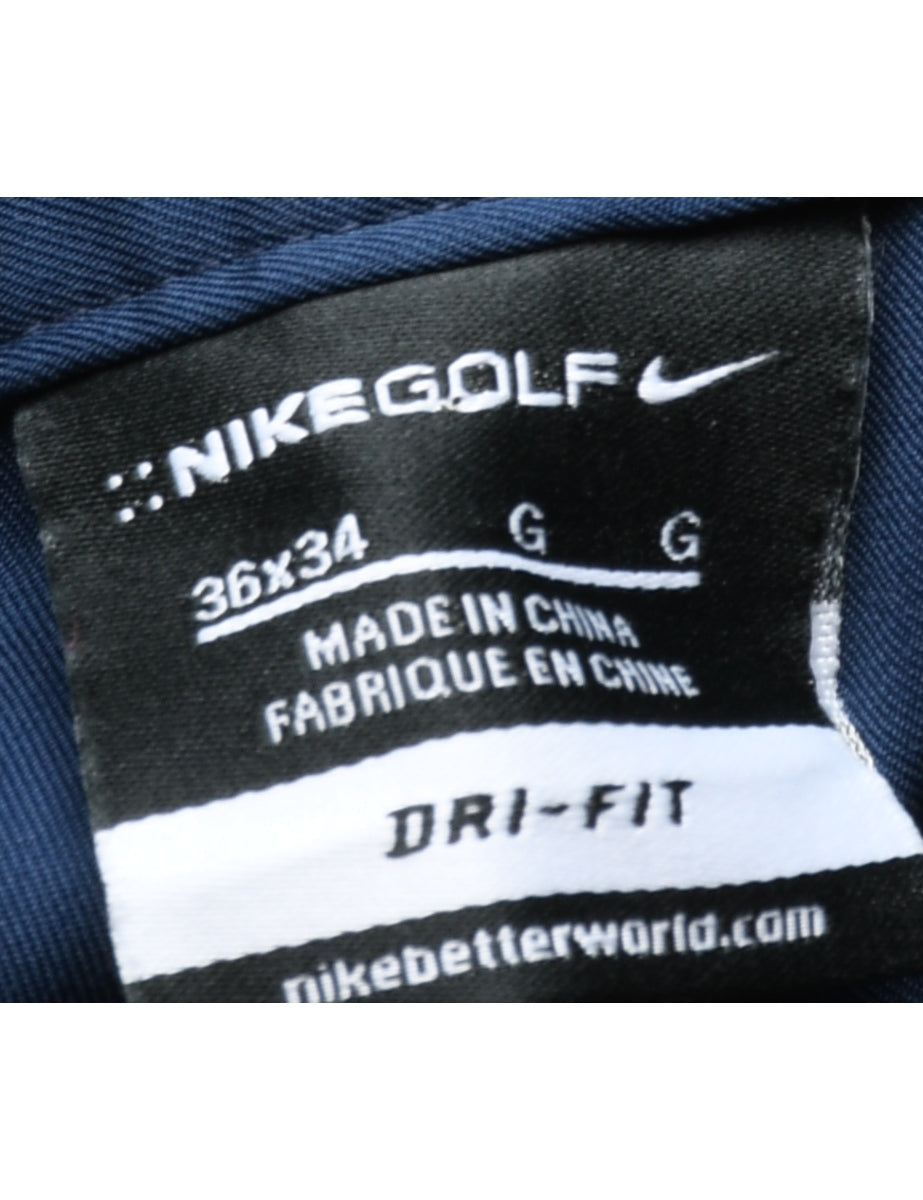 NIKEGOLF
36x34 G G
MADE IN CHINA
FABRIQUE EN CHINE
DRI-FIT
nikebetterworld.com